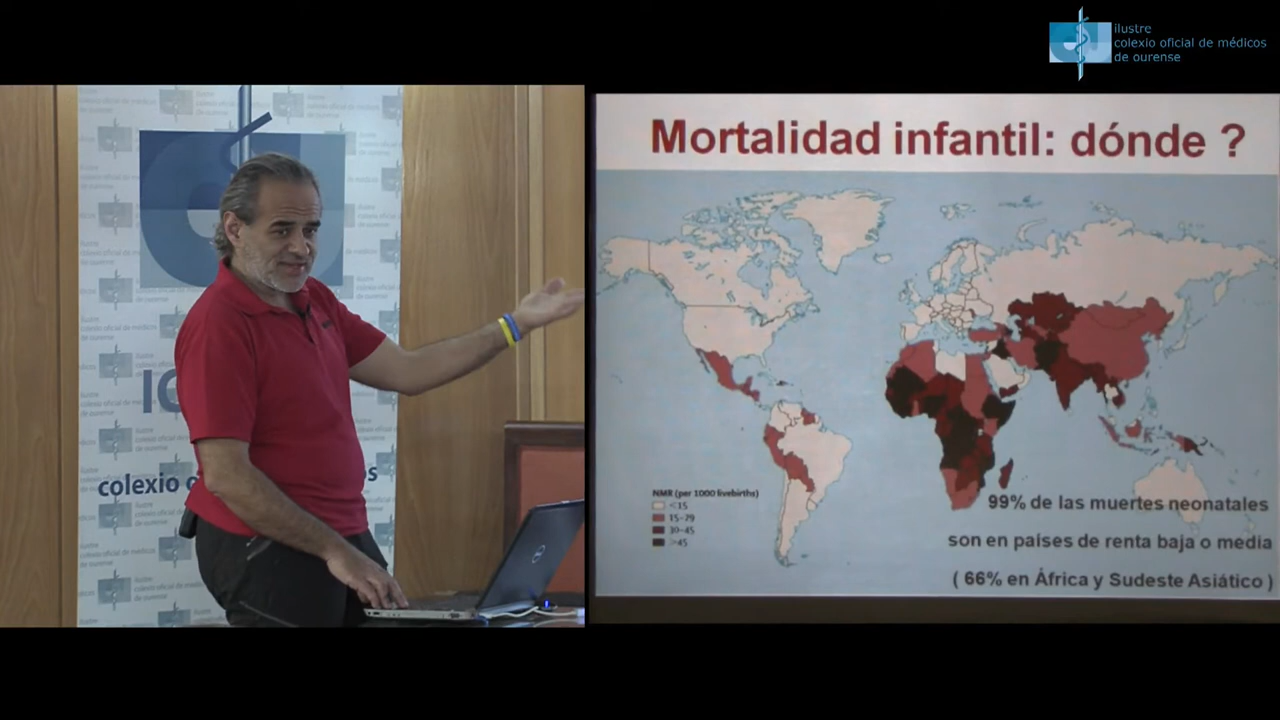 ilustre
colexio oficial de médicos
de ourense
Mortalidad infantil: dónde ?
NMR (per 1000 livebirths)
<15
15-29
30-45
>45
99% de las muertes neonatales
son en países de renta baja o media
( 66% en África y Sudeste Asiático )
colexio o